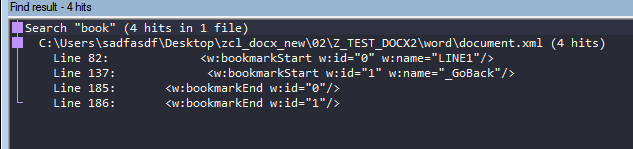 Find result - 4 hits
Search "book" (4 hits in 1 file)
C:\Users\sadfasdf\Desktop\zcl_docx_new\02\Z_TEST_DOCX2\word\document.xml (4 hits)
Line 82: <w:bookmarkStart w:id="0" w:name="LINE1"/>
Line 137: <w:bookmarkStart w:id="1" w:name="_GoBack"/>
Line 185: <w:bookmarkEnd w:id="0"/>
Line 186: <w:bookmarkEnd w:id="1"/>